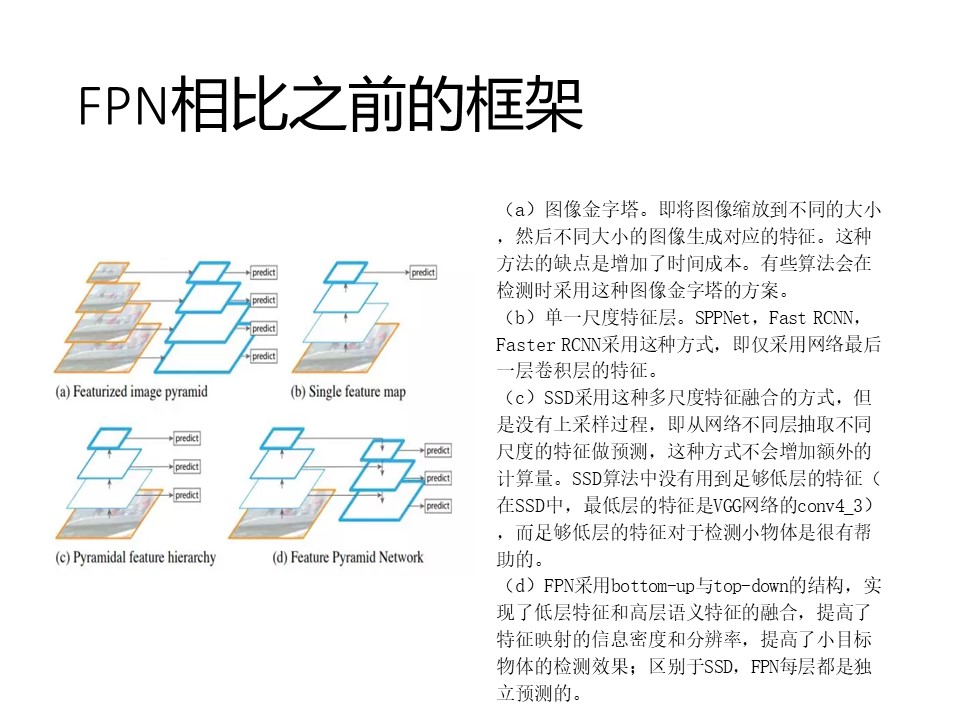 FPN相比之前的框架
predict
predict
predict
predict
predict
(a) Featurized image pyramid
(b) Single feature map
predict
predict
predict
predict
predict
predict
(c) Pyramidal feature hierarchy
(d) Feature Pyramid Network
（a）图像金字塔。即将图像缩放到不同的大小
，然后不同大小的图像生成对应的特征。这种
方法的缺点是增加了时间成本。有些算法会在
检测时采用这种图像金字塔的方案。
（b）单一尺度特征层。SPPNet，Fast RCNN，
Faster RCNN采用这种方式，即仅采用网络最后
一层卷积层的特征。
（c）SSD采用这种多尺度特征融合的方式，但
是没有上采样过程，即从网络不同层抽取不同
尺度的特征做预测，这种方式不会增加额外的
计算量。SSD算法中没有用到足够低层的特征（
在SSD中，最低层的特征是VGG网络的conv4_3）
，而足够低层的特征对于检测小物体是很有帮
助的。
（d）FPN采用bottom-up与top-down的结构，实
现了低层特征和高层语义特征的融合，提高了
特征映射的信息密度和分辨率，提高了小目标
物体的检测效果；区别于SSD，FPN每层都是独
立预测的。